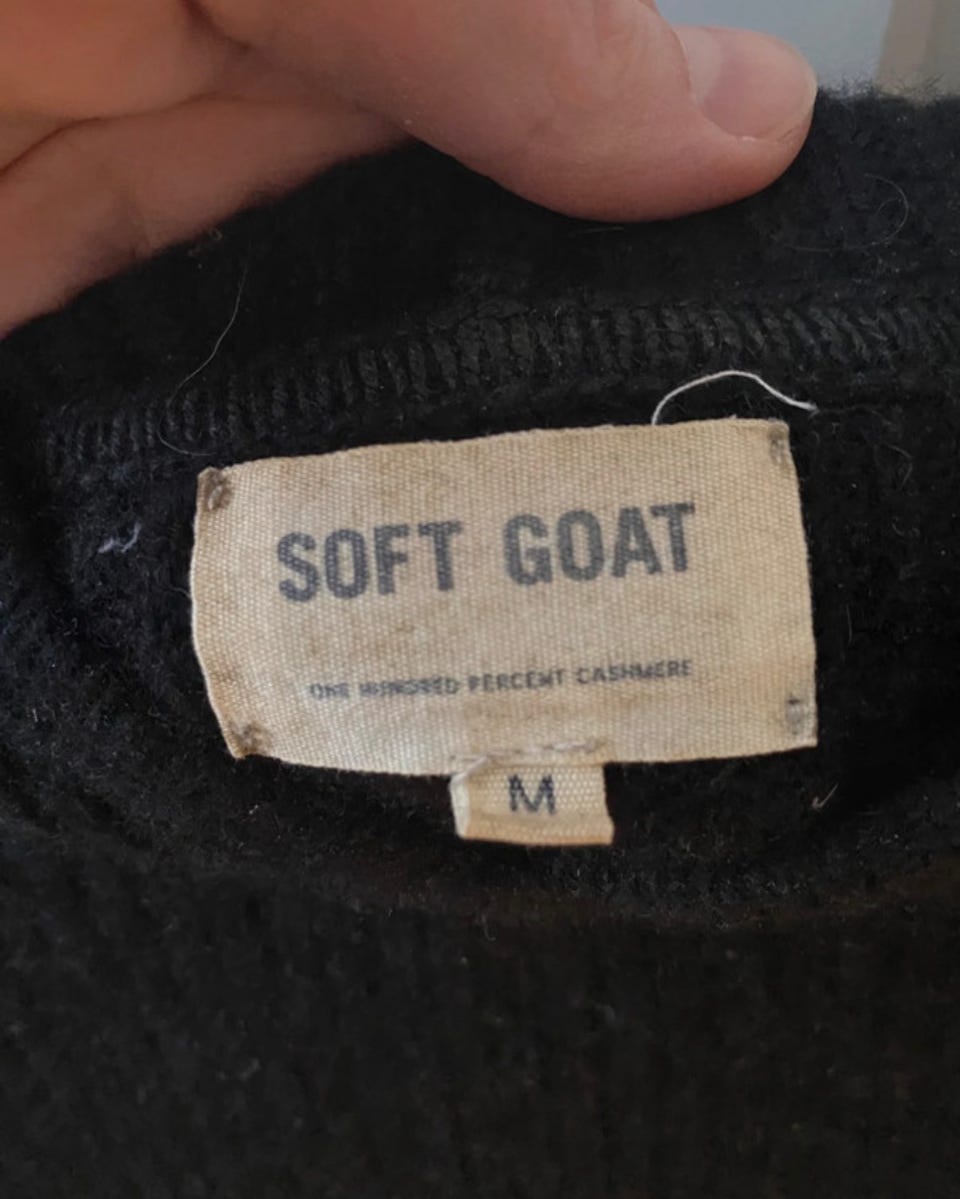 SOFT GOAT
ONE HUNDRED PERCENT CASHMERE
M